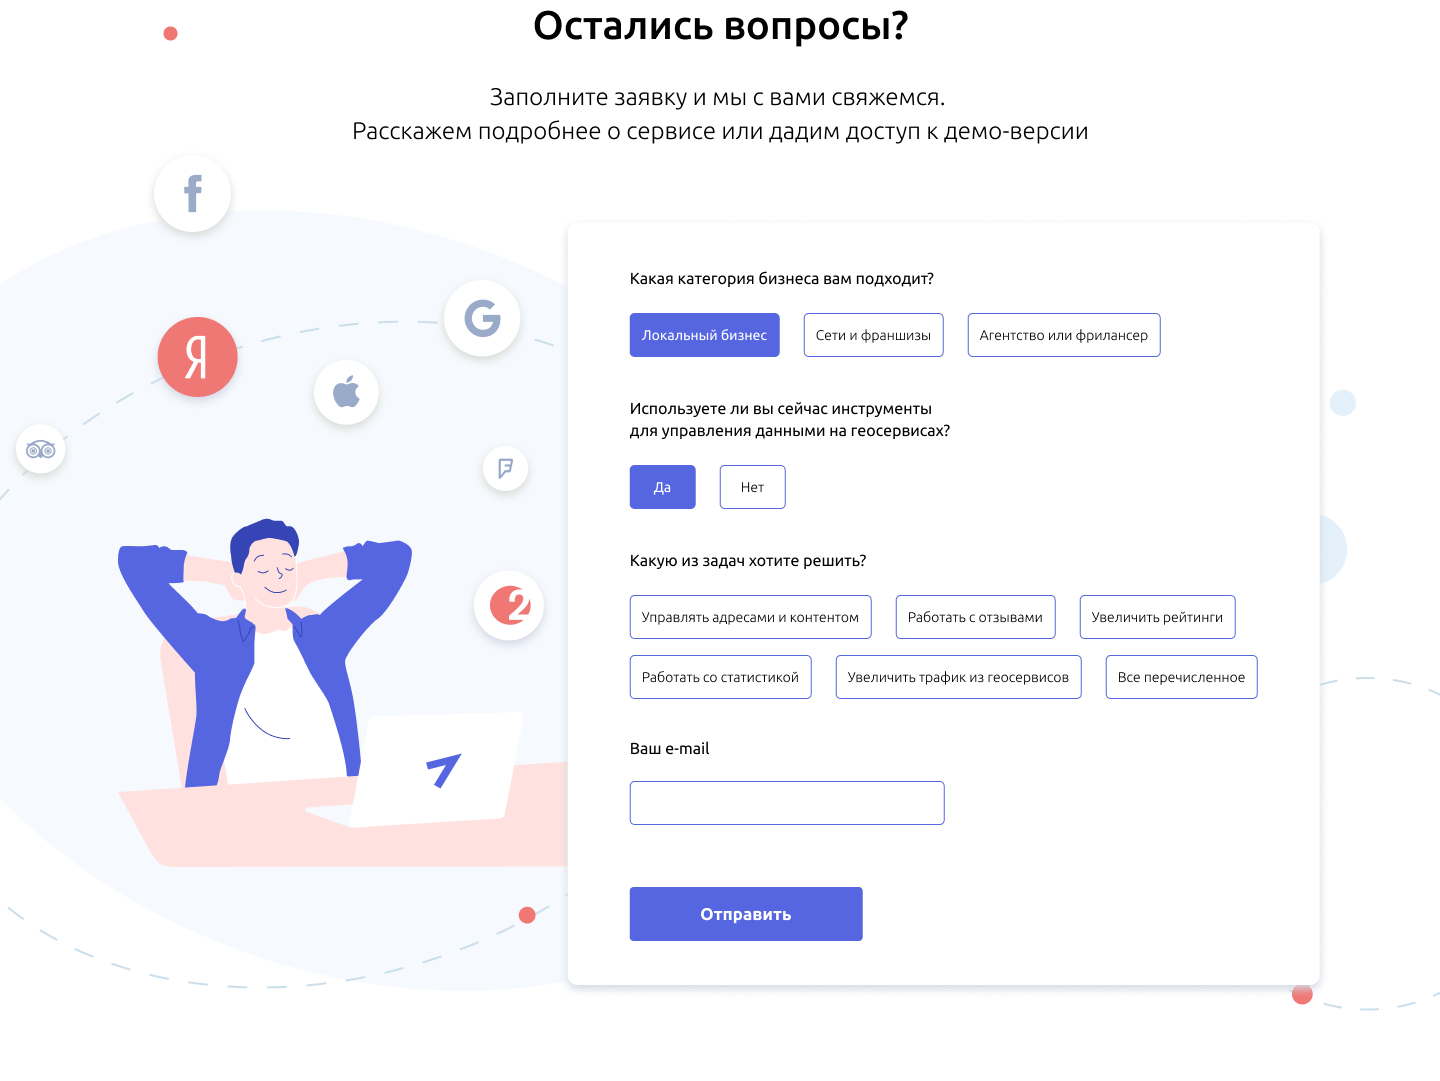 Остались вопросы?
Заполните заявку и мы с вами свяжемся.
Расскажем подробнее о сервисе или дадим доступ к демо-версии
f
G
Я
2
Какая категория бизнеса вам подходит?
Локальный бизнес
Сети и франшизы
Агентство или фрилансер
Используете ли вы сейчас инструменты
для управления данными на геосервисах?
Да
Нет
Какую из задач хотите решить?
Управлять адресами и контентом
Работать с отзывами
Увеличить рейтинги
Работать со статистикой
Увеличить трафик из геосервисов
Все перечисленное
Ваш e-mail
Отправить